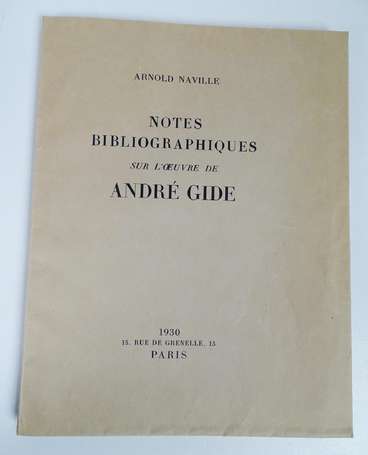 ARNOLD NAVILLE
NOTES
BIBLIOGRAPHIQUES
SUR L'ŒUVRE DE
ANDRÉ GIDE
1930
15, RUE DE GRENELLE, 15
PARIS